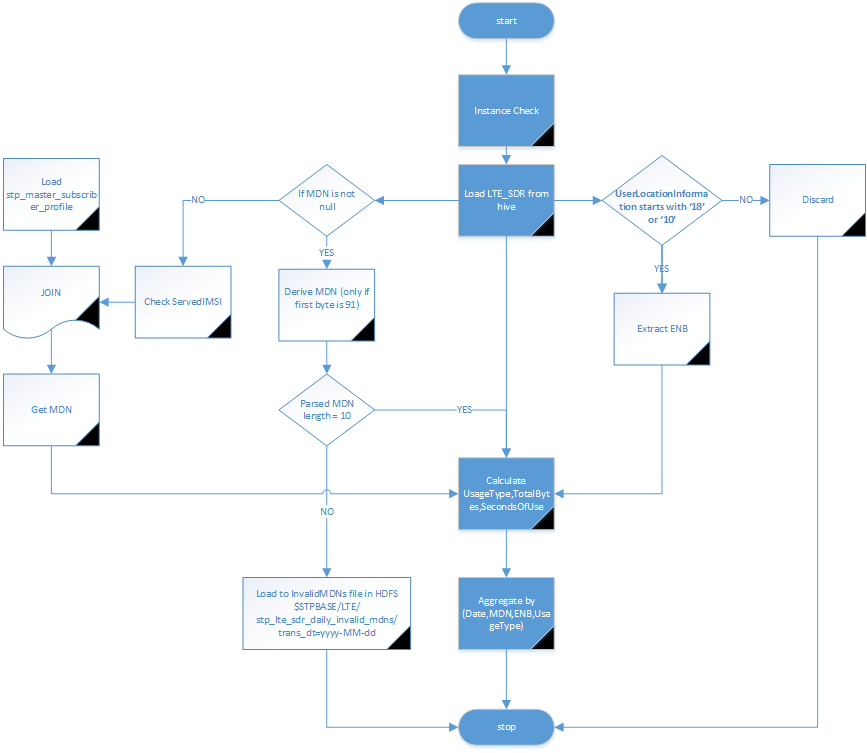 start
Instance Check
Load
stp_master_subscrib
er_profile
If MDN is not
null
Load LTE_SDR from
hive
UserLocationInforma
tion starts with ‘18’
or ‘10’
Discard
NO
NO
YES
YES
JOIN
Check ServedIMSI
Derive MDN (only if
first byte is 91)
Extract ENB
Get MDN
Parsed MDN
length = 10
YES
Calculate
UsageType,TotalByt
es,SecondsOfUse
NO
Load to InvalidMDNs file in HDFS
$STPBASE/LTE/
stp_lte_sdr_daily_invalid_mdns/
trans_dt=yyyy-MM-dd
Aggregate by
(Date,MDN,ENB,Usa
geType)
stop